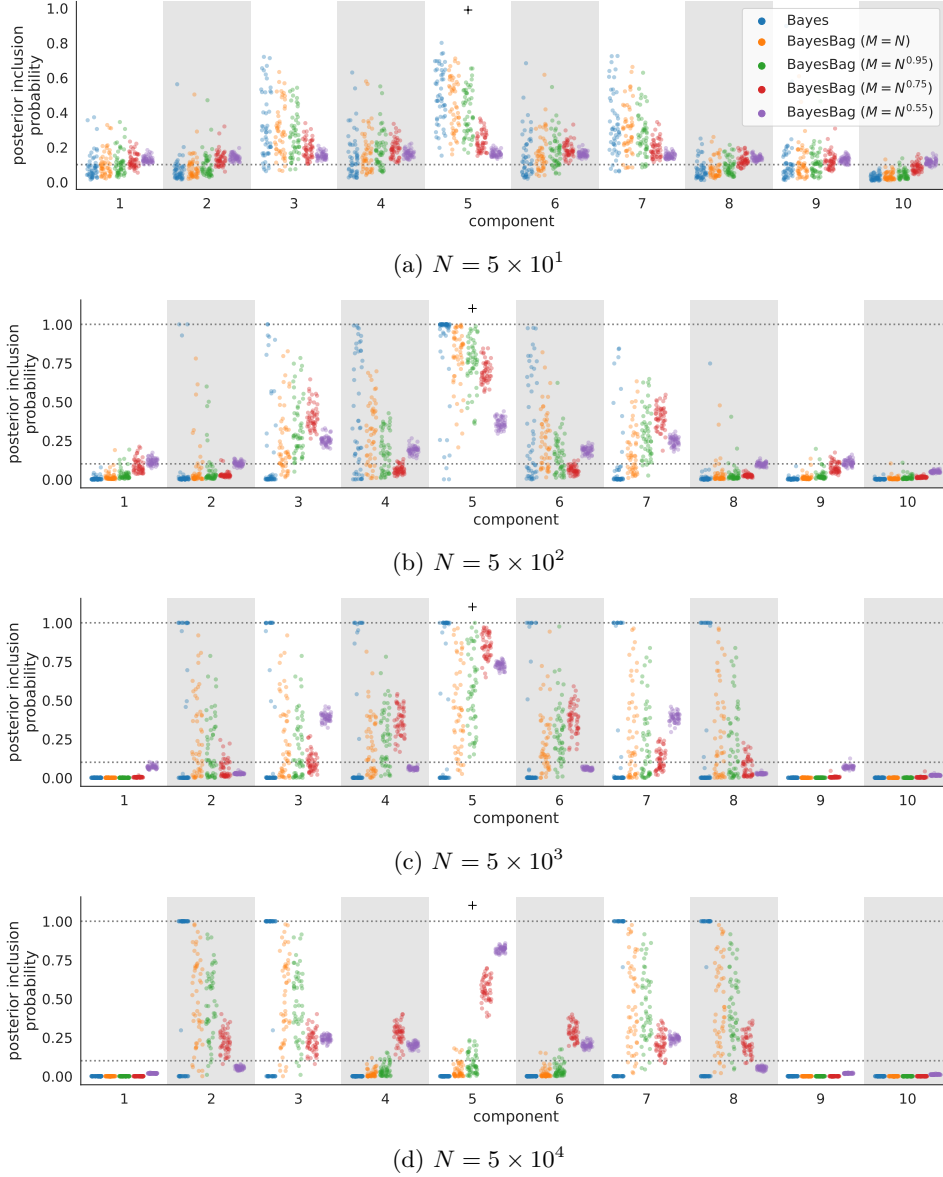 1.0
0.8
0.6
0.4
0.2
0.0
posterior inclusion
probability
Bayes
BayesBag (M = N)
BayesBag (M = N^0.95)
BayesBag (M = N^0.75)
BayesBag (M = N^0.55)
1 2 3 4 5 6 7 8 9 10
component
(a) N = 5 × 10^1
1.00
0.75
0.50
0.25
0.00
posterior inclusion
probability
1 2 3 4 5 6 7 8 9 10
component
(b) N = 5 × 10^2
1.00
0.75
0.50
0.25
0.00
posterior inclusion
probability
1 2 3 4 5 6 7 8 9 10
component
(c) N = 5 × 10^3
1.00
0.75
0.50
0.25
0.00
posterior inclusion
probability
1 2 3 4 5 6 7 8 9 10
component
(d) N = 5 × 10^4